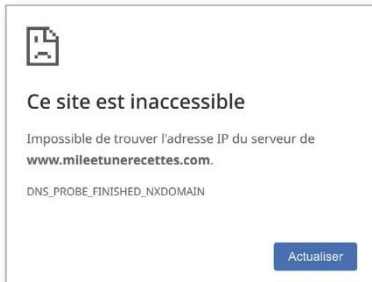 Ce site est inaccessible
Impossible de trouver l'adresse IP du serveur de
www.mileetunerecettes.com.
DNS_PROBE_FINISHED_NXDOMAIN
Actualiser